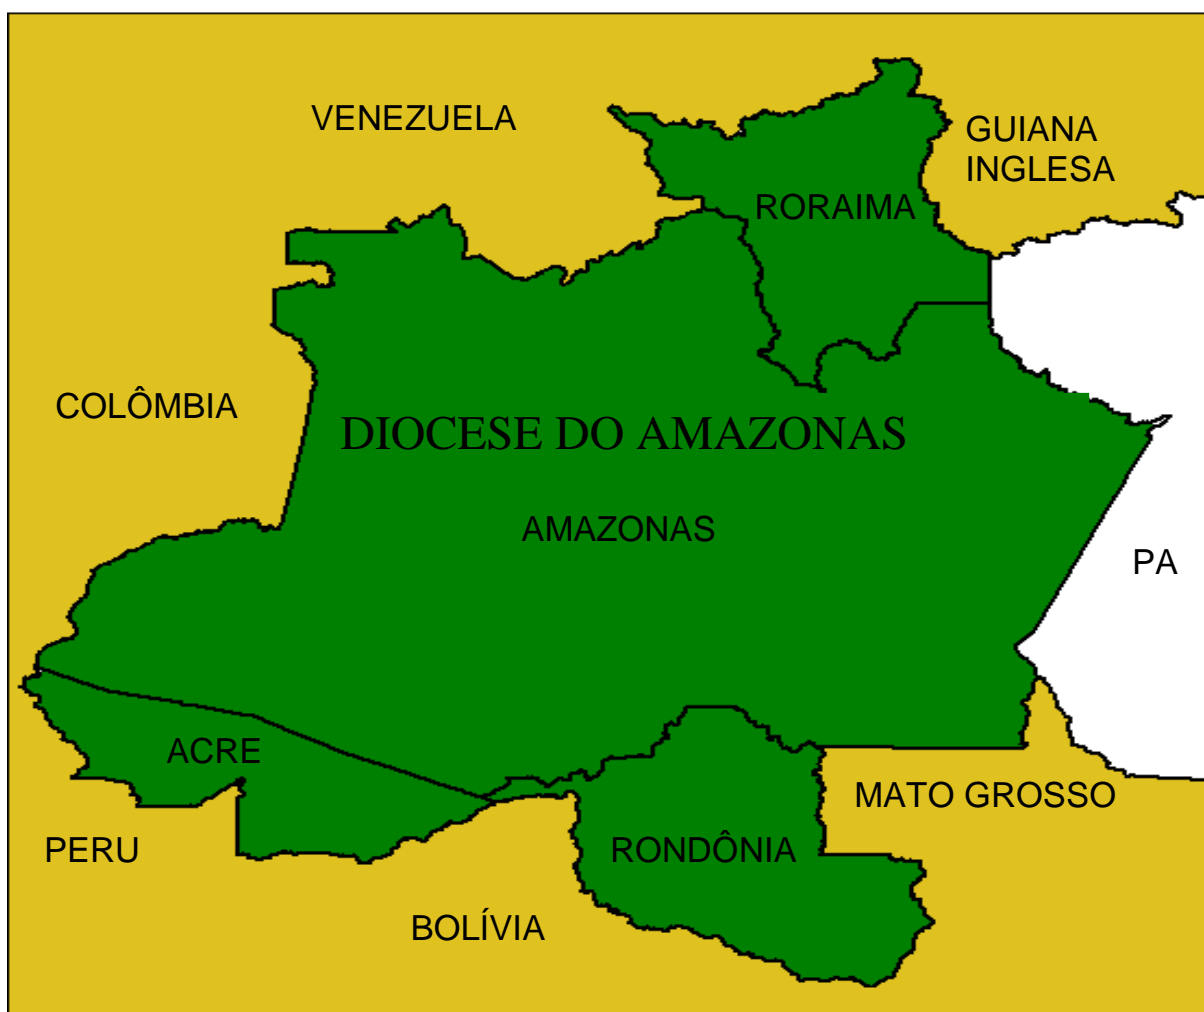 VENEZUELA
GUIANA
INGLESA
RORAIMA
COLÔMBIA
DIOCESE DO AMAZONAS
AMAZONAS
PA
ACRE
MATO GROSSO
PERU
RONDÔNIA
BOLÍVIA